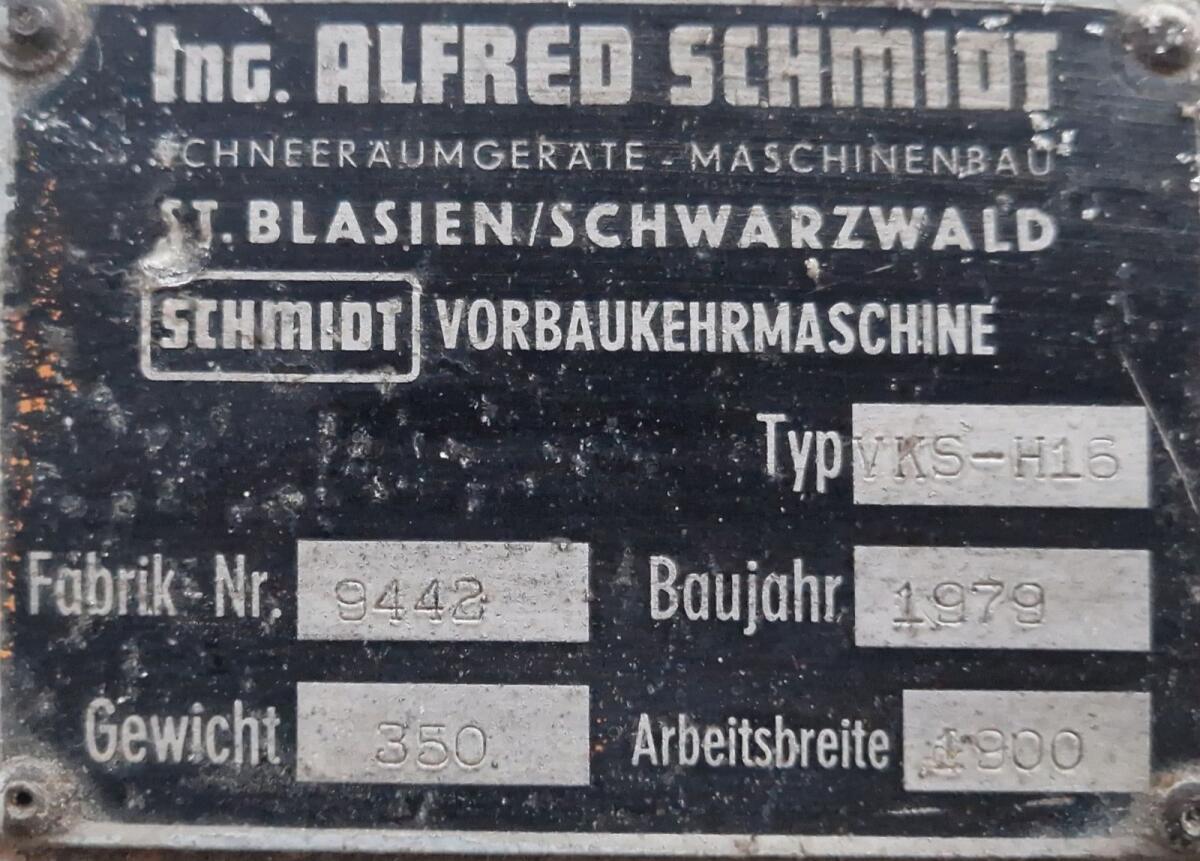 Ing. ALFRED SCHMIDT
SCHNEERÄUMGERÄTE - MASCHINENBAU
ST. BLASIEN/SCHWARZWALD
SCHMIDT VORBAUKEHRMASCHINE
Typ VKS-H16
Fabrik-Nr. 9442 Baujahr 1979
Gewicht 350 Arbeitsbreite 1900